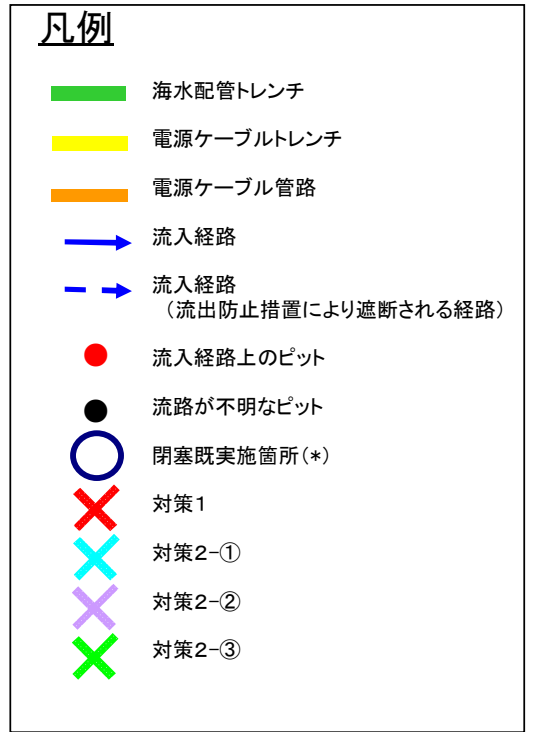 凡例
海水配管トレンチ
電源ケーブルトレンチ
電源ケーブル管路
流入経路
流入経路
（流出防止措置により遮断される経路）
流入経路上のピット
流路が不明なピット
閉塞既実施箇所(*)
対策1
対策2-①
対策2-②
対策2-③